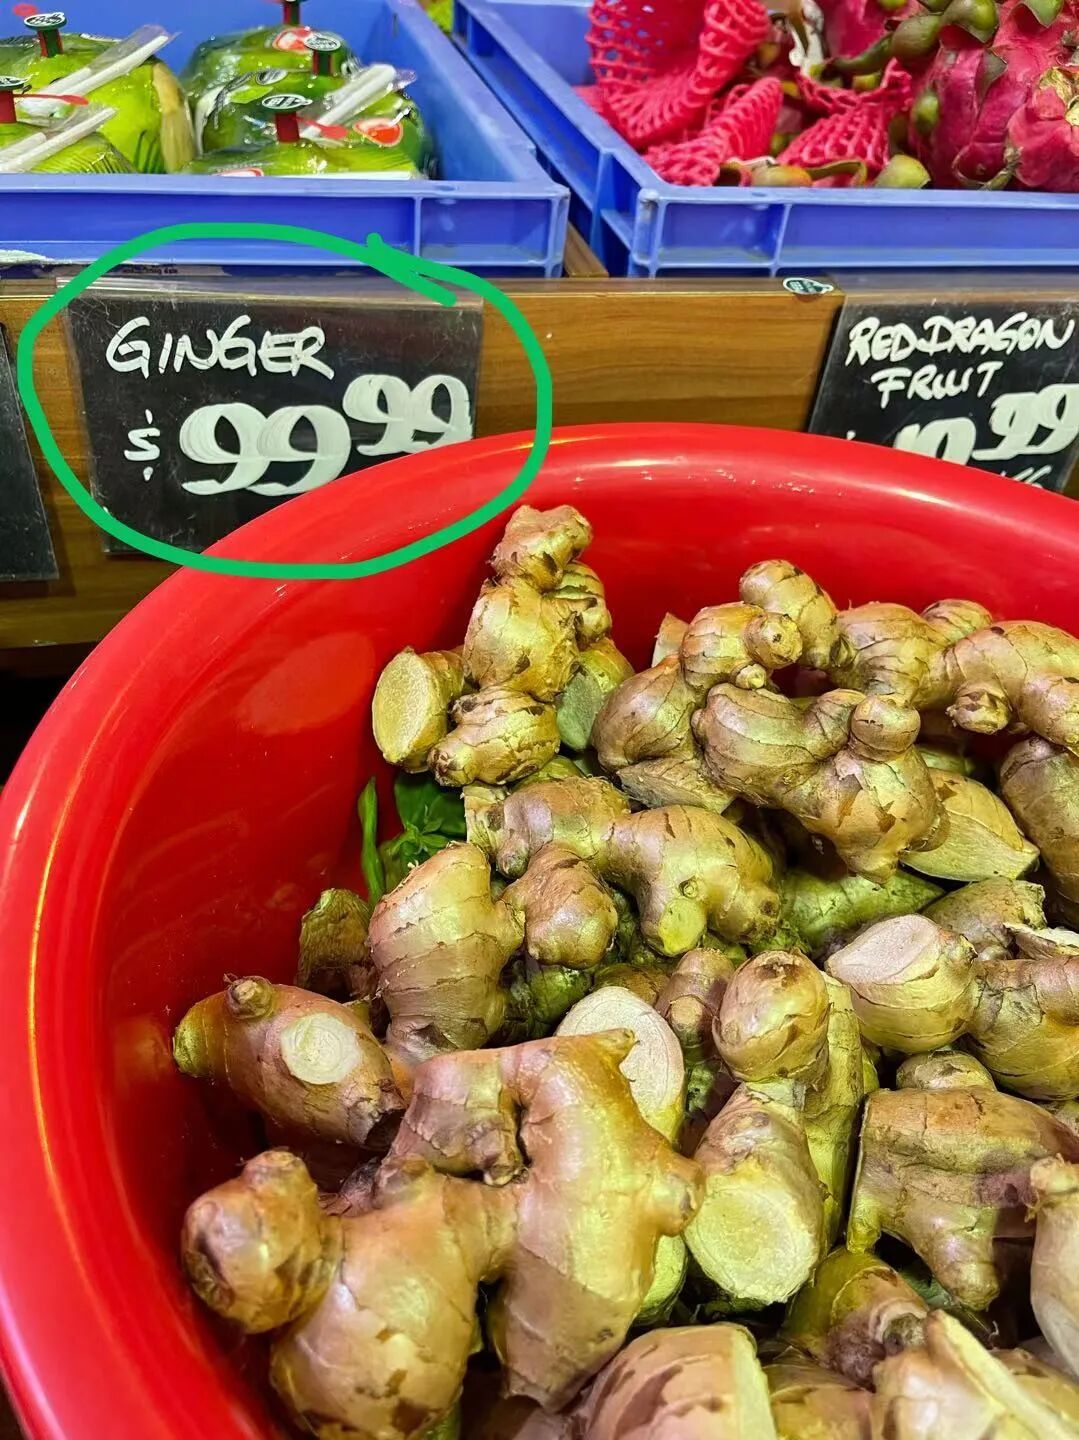 GINGER
$ 99 99
RED DRAGON
FRUIT